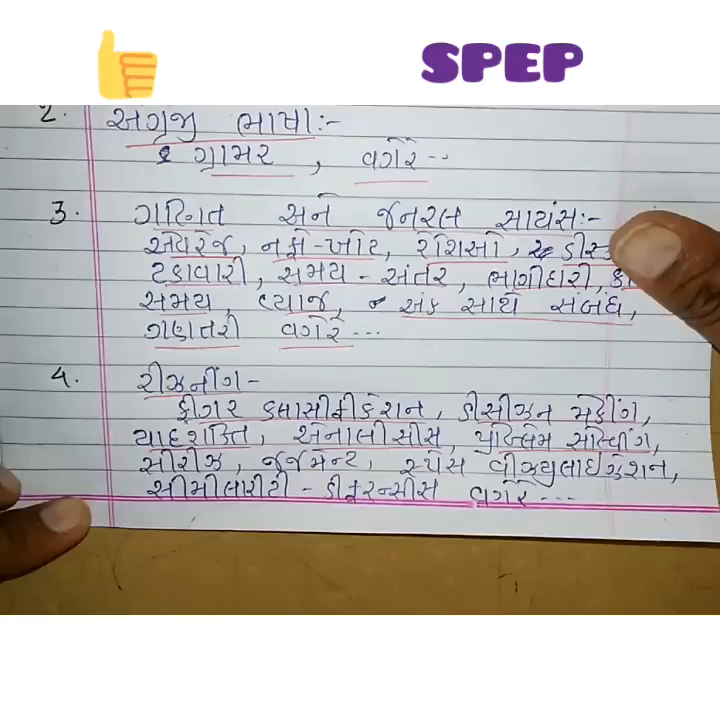 SPEP
2. અંગ્રેજી ભાષા:-
ગ્રામર , વગેરે --
3. ગણિત અને જનરલ સાયંસ:-
એવરેજ, નફો-ખોટ, રેશિઓ, ડીસ્ક
ટકાવારી, સમય - અંતર, ભાગીદારી,
સમય, વ્યાજ, અંક સાથે સંબંધ,
ગણતરી વગેરે ---
4. રીઝનીંગ -
ફીગર કલાસીફીકેશન, ડીસીઝન મેકીંગ,
યાદશક્તિ, એનાલીસીસ, પ્રુબ્લેમ સોલ્વીંગ,
સીરીઝ, જજમેન્ટ, સ્પેસ વીઝ્યુલાઈઝેશન,
સીમીલારીટી - ડીફરન્સીસ વગેરે ---